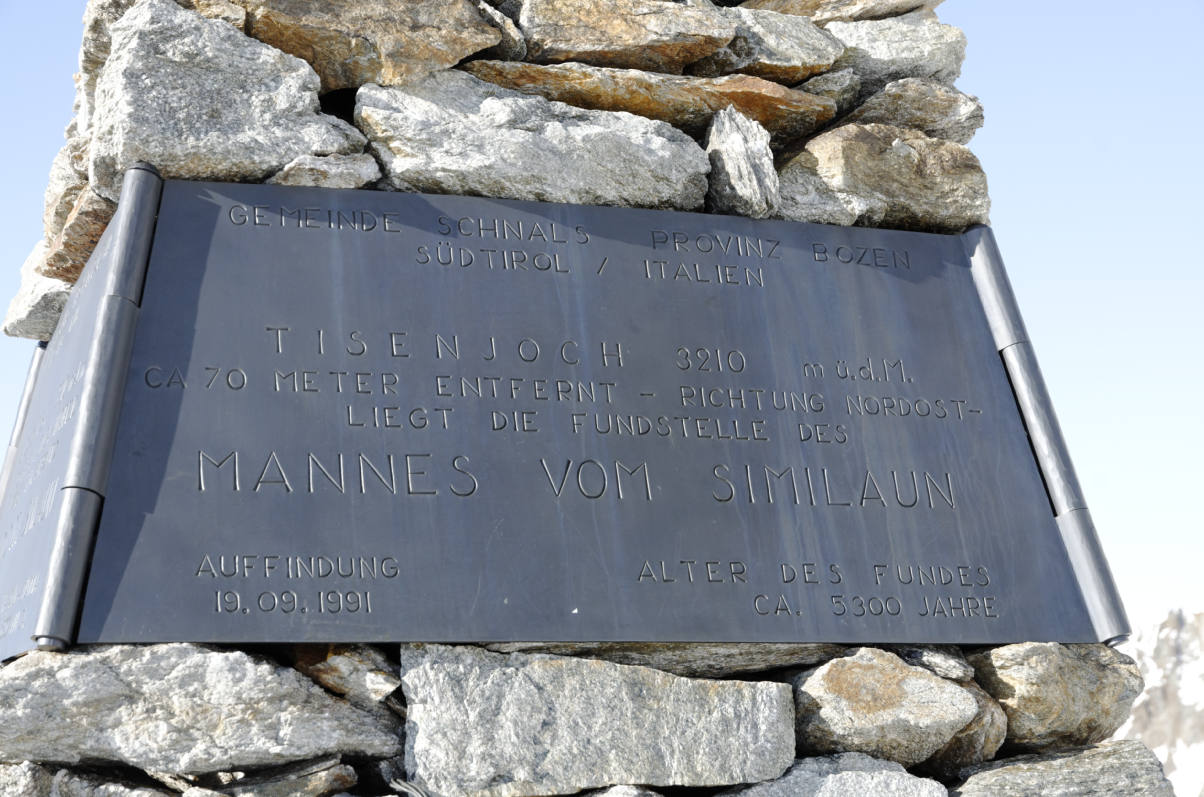 GEMEINDE SCHNALS PROVINZ BOZEN
SÜDTIROL / ITALIEN
TISENJOCH 3210 m ü.d.M.
CA 70 METER ENTFERNT - RICHTUNG NORDOST-
LIEGT DIE FUNDSTELLE DES
MANNES VOM SIMILAUN
AUFFINDUNG ALTER DES FUNDES
19.09.1991 CA. 5300 JAHRE